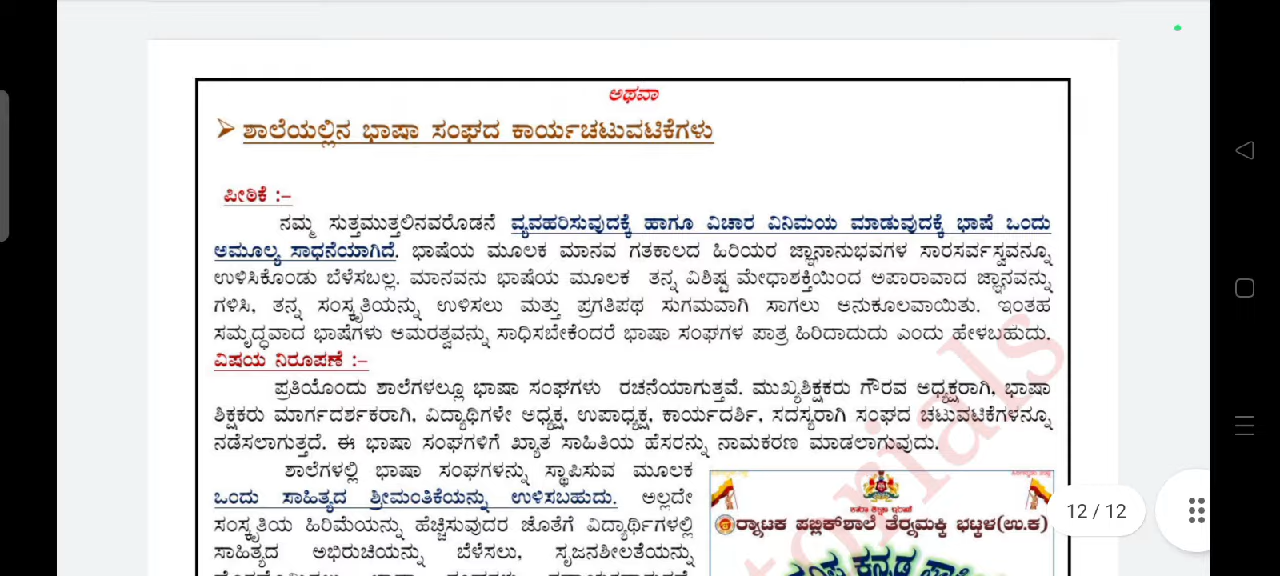 ಅಥವಾ
➢ ಶಾಲೆಯಲ್ಲಿನ ಭಾಷಾ ಸಂಘದ ಕಾರ್ಯಚಟುವಟಿಕೆಗಳು
ಪೀಠಿಕೆ :–
ನಮ್ಮ ಸುತ್ತಮುತ್ತಲಿನವರೊಡನೆ ವ್ಯವಹರಿಸುವುದಕ್ಕೆ ಹಾಗೂ ವಿಚಾರ ವಿನಿಮಯ ಮಾಡುವುದಕ್ಕೆ ಭಾಷೆ ಒಂದು
ಅಮೂಲ್ಯ ಸಾಧನೆಯಾಗಿದೆ. ಭಾಷೆಯ ಮೂಲಕ ಮಾನವ ಗತಕಾಲದ ಹಿರಿಯರ ಜ್ಞಾನಾನುಭವಗಳ ಸಾರಸರ್ವಸ್ವವನ್ನೂ
ಉಳಿಸಿಕೊಂಡು ಬೆಳೆಸಬಲ್ಲ. ಮಾನವನು ಭಾಷೆಯ ಮೂಲಕ ತನ್ನ ವಿಶಿಷ್ಟ ಮೇಧಾಶಕ್ತಿಯಿಂದ ಅಪಾರಾವಾದ ಜ್ಞಾನವನ್ನು
ಗಳಿಸಿ, ತನ್ನ ಸಂಸ್ಕೃತಿಯನ್ನು ಉಳಿಸಲು ಮತ್ತು ಪ್ರಗತಿಪಥ ಸುಗಮವಾಗಿ ಸಾಗಲು ಅನುಕೂಲವಾಯಿತು. ಇಂತಹ
ಸಮೃದ್ಧವಾದ ಭಾಷೆಗಳು ಅಮರತ್ವವನ್ನು ಸಾಧಿಸಬೇಕೆಂದರೆ ಭಾಷಾ ಸಂಘಗಳ ಪಾತ್ರ ಹಿರಿದಾದುದು ಎಂದು ಹೇಳಬಹುದು.
ವಿಷಯ ನಿರೂಪಣೆ :–
ಪ್ರತಿಯೊಂದು ಶಾಲೆಗಳಲ್ಲೂ ಭಾಷಾ ಸಂಘಗಳು ರಚನೆಯಾಗುತ್ತವೆ. ಮುಖ್ಯಶಿಕ್ಷಕರು ಗೌರವ ಅಧ್ಯಕ್ಷರಾಗಿ, ಭಾಷಾ
ಶಿಕ್ಷಕರು ಮಾರ್ಗದರ್ಶಕರಾಗಿ, ವಿದ್ಯಾಥಿಗಳೇ ಅಧ್ಯಕ್ಷ, ಉಪಾಧ್ಯಕ್ಷ, ಕಾರ್ಯದರ್ಶಿ, ಸದಸ್ಯರಾಗಿ ಸಂಘದ ಚಟುವಟಿಕೆಗಳನ್ನೂ
ನಡೆಸಲಾಗುತ್ತದೆ. ಈ ಭಾಷಾ ಸಂಘಗಳಿಗೆ ಖ್ಯಾತ ಸಾಹಿತಿಯ ಹೆಸರನ್ನು ನಾಮಕರಣ ಮಾಡಲಾಗುವುದು.
ಶಾಲೆಗಳಲ್ಲಿ ಭಾಷಾ ಸಂಘಗಳನ್ನು ಸ್ಥಾಪಿಸುವ ಮೂಲಕ
ಒಂದು ಸಾಹಿತ್ಯದ ಶ್ರೀಮಂತಿಕೆಯನ್ನು ಉಳಿಸಬಹುದು. ಅಲ್ಲದೇ
ಸಂಸ್ಕೃತಿಯ ಹಿರಿಮೆಯನ್ನು ಹೆಚ್ಚಿಸುವುದರ ಜೊತೆಗೆ ವಿದ್ಯಾರ್ಥಿಗಳಲ್ಲಿ
ಸಾಹಿತ್ಯದ ಅಭಿರುಚಿಯನ್ನು ಬೆಳೆಸಲು, ಸೃಜನಶೀಲತೆಯನ್ನು
ಪಬ್ಲಿಕ್‌ಶಾಲೆ ತೆರ್‍ನಮಕ್ಕಿ ಭಟ್ಕಳ(ಉ.ಕ)
12 / 12